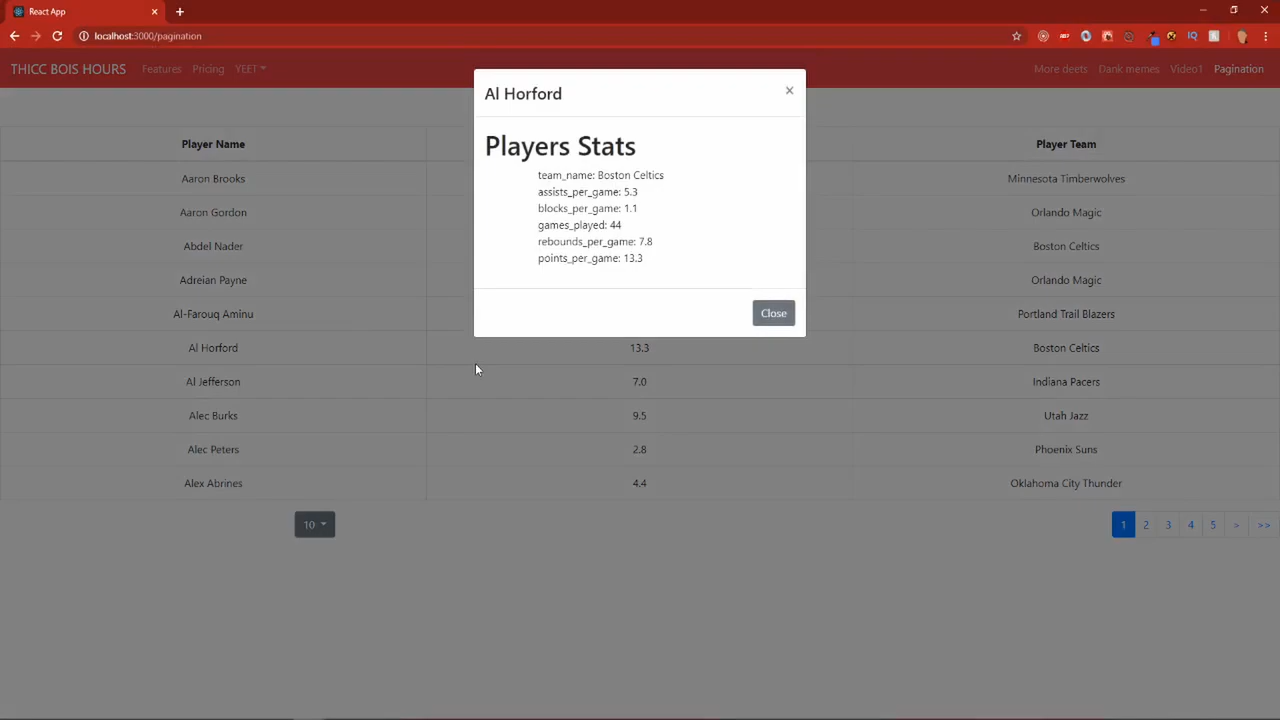 React App
localhost:3000/pagination
THICC BOIS HOURS Features Pricing YEET More deets Dank memes Video1 Pagination
Al Horford ×
Players Stats
team_name: Boston Celtics
assists_per_game: 5.3
blocks_per_game: 1.1
games_played: 44
rebounds_per_game: 7.8
points_per_game: 13.3
Close
Player Name Player Team
Aaron Brooks Minnesota Timberwolves
Aaron Gordon Orlando Magic
Abdel Nader Boston Celtics
Adreian Payne Orlando Magic
Al-Farouq Aminu Portland Trail Blazers
Al Horford 13.3 Boston Celtics
Al Jefferson 7.0 Indiana Pacers
Alec Burks 9.5 Utah Jazz
Alec Peters 2.8 Phoenix Suns
Alex Abrines 4.4 Oklahoma City Thunder
10 1 2 3 4 5 > >>